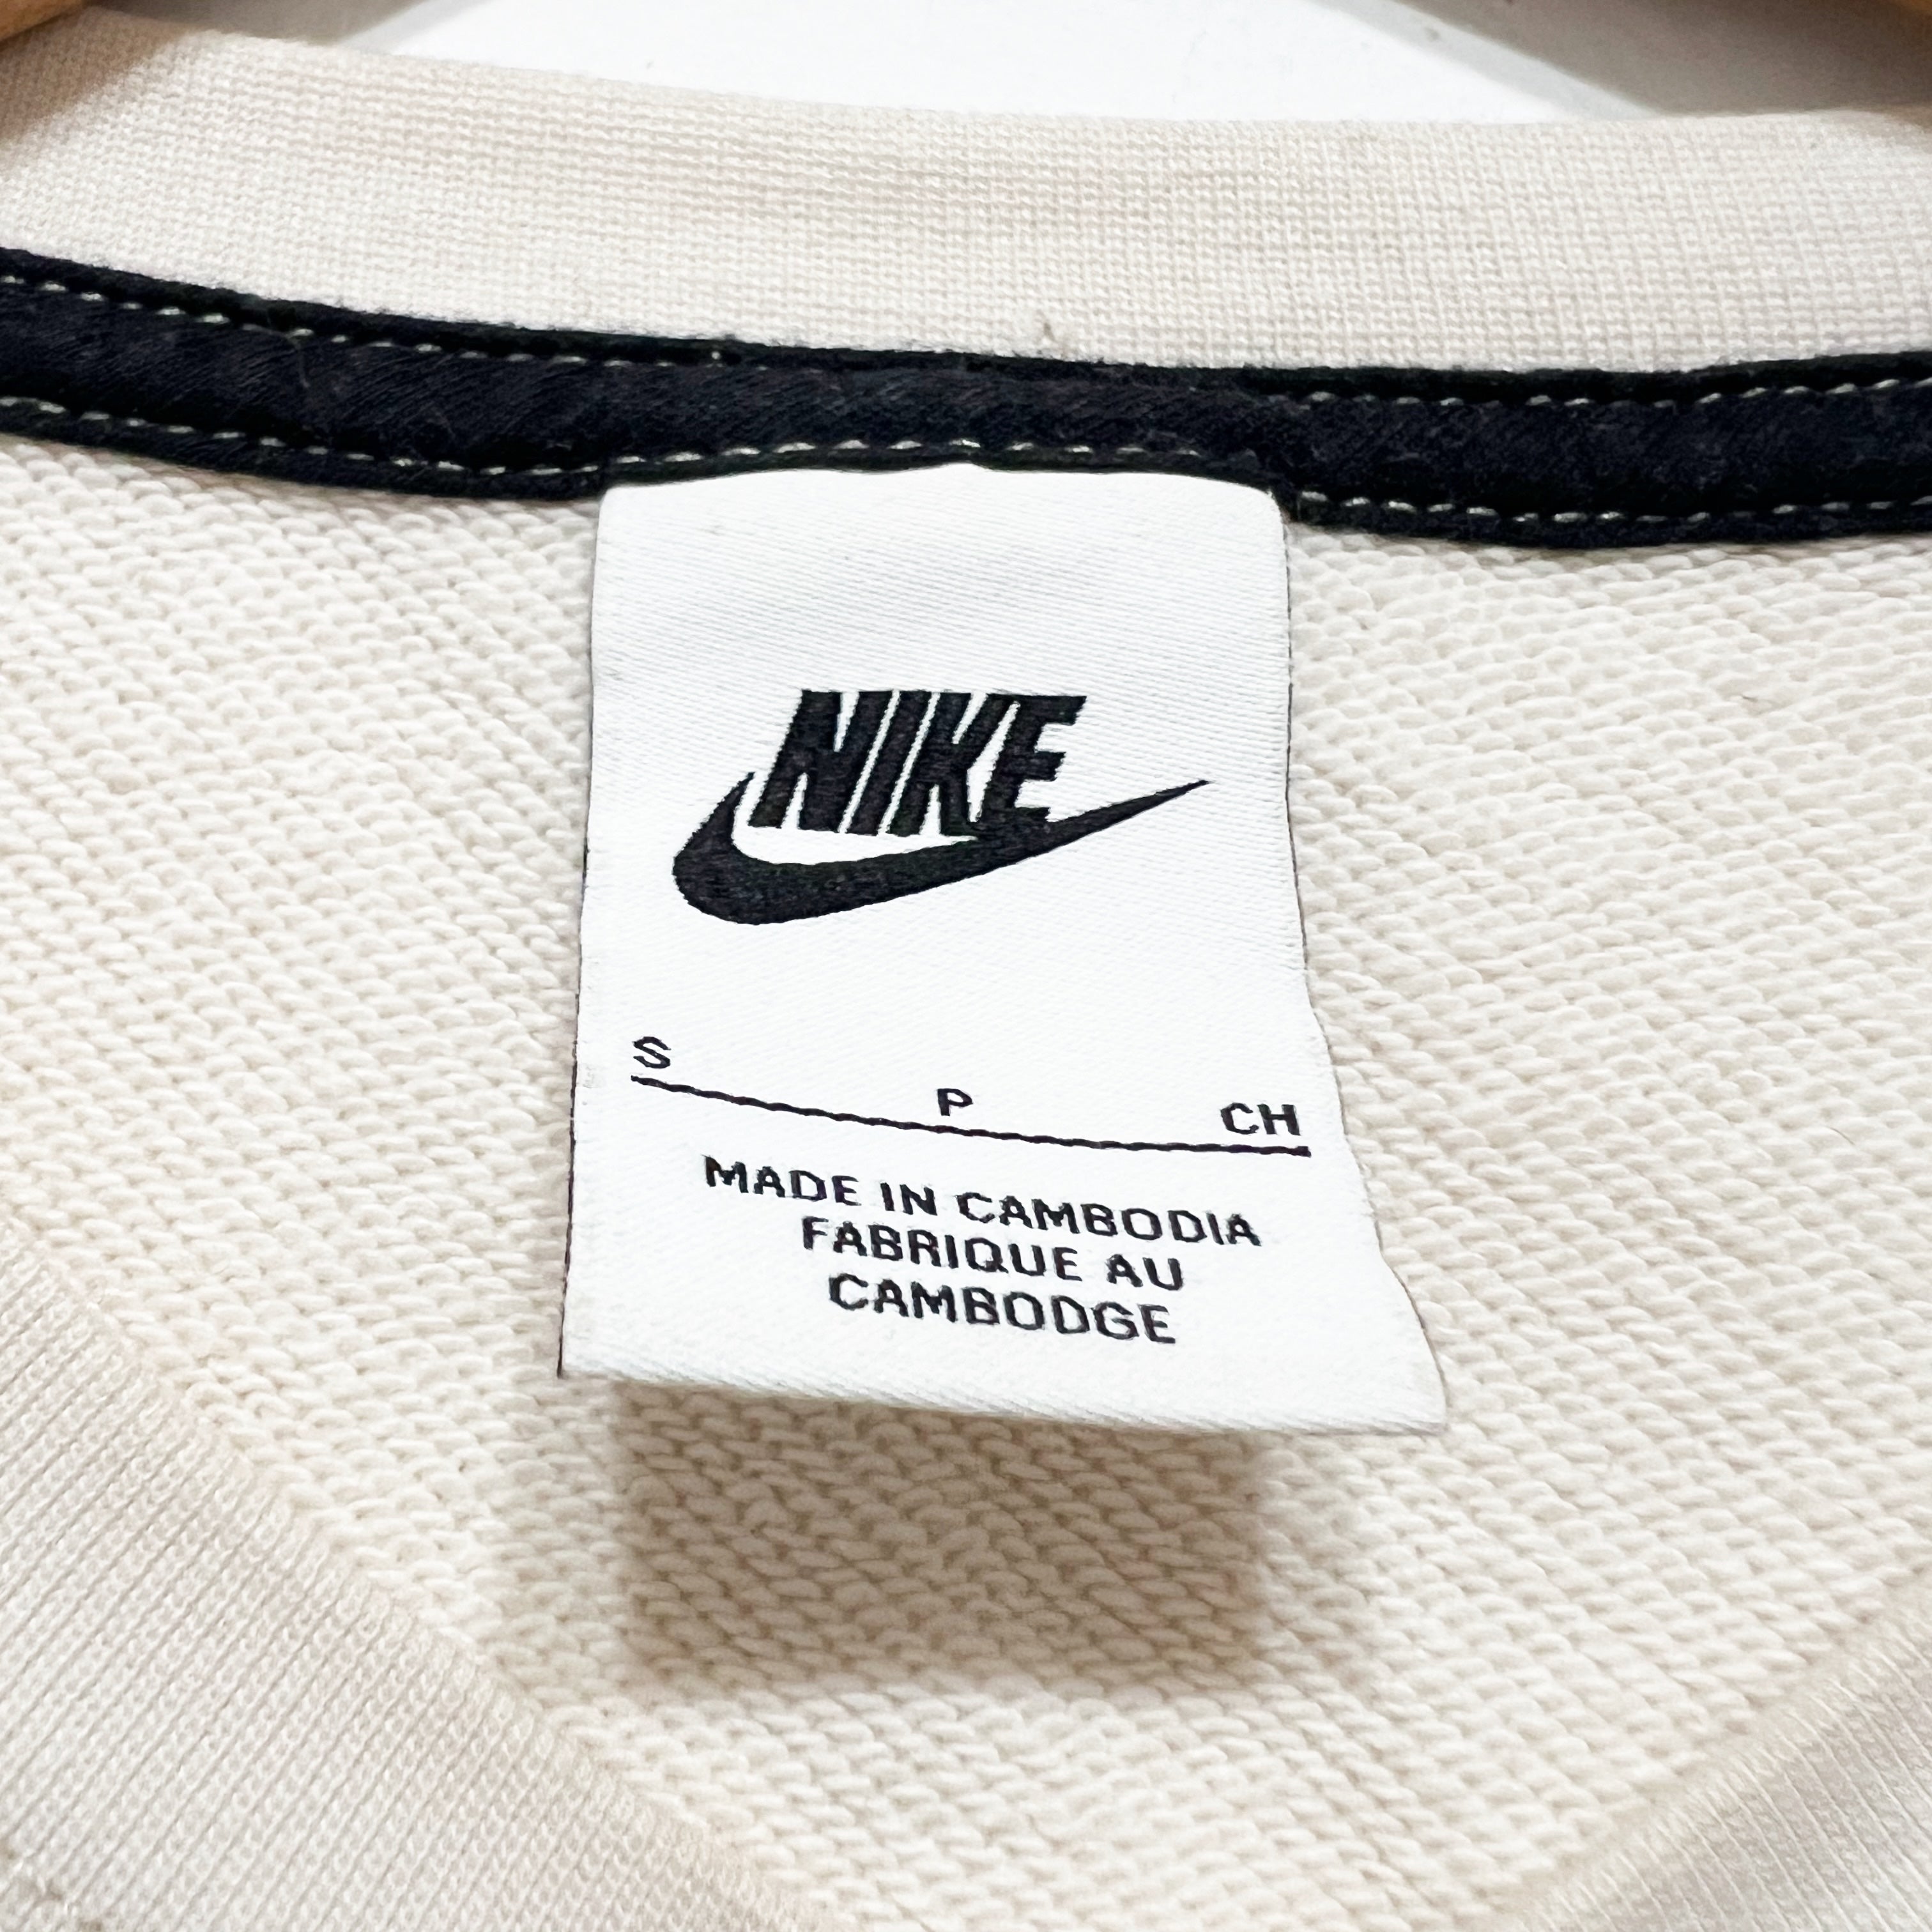 NIKE
S P CH
MADE IN CAMBODIA
FABRIQUE AU
CAMBODGE